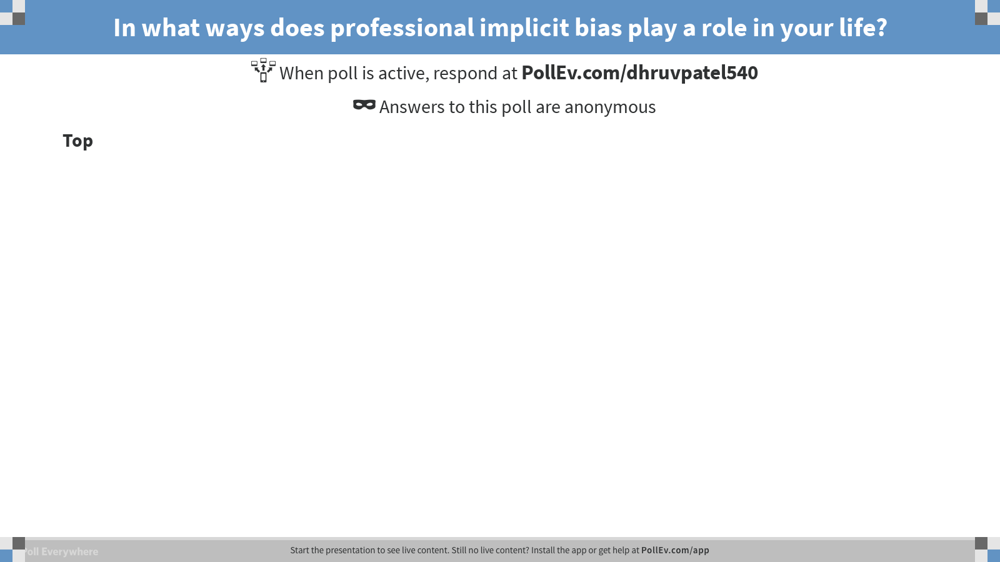 In what ways does professional implicit bias play a role in your life?
When poll is active, respond at PollEv.com/dhruvpatel540
Answers to this poll are anonymous
Top
Poll Everywhere
Start the presentation to see live content. Still no live content? Install the app or get help at PollEv.com/app